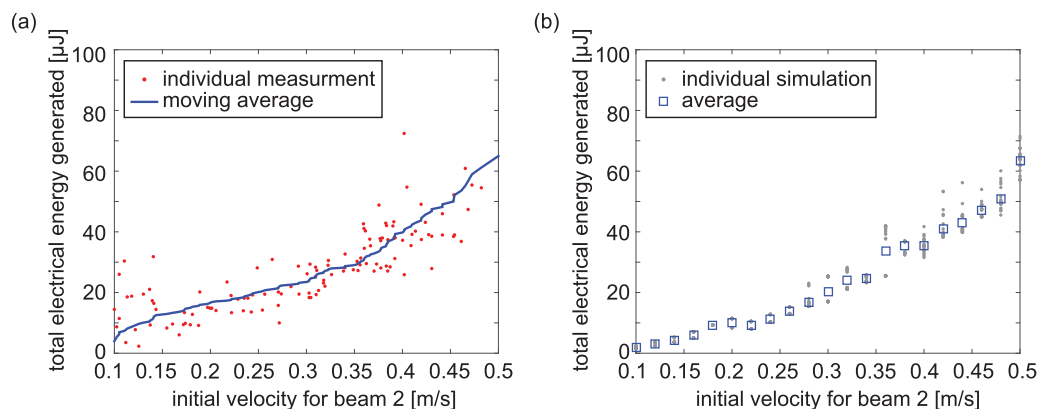 (a)
total electrical energy generated [µJ]
100
80
60
40
20
0
individual measurment
moving average
0.1 0.15 0.2 0.25 0.3 0.35 0.4 0.45 0.5
initial velocity for beam 2 [m/s]
(b)
total electrical energy generated [µJ]
100
80
60
40
20
0
individual simulation
average
0.1 0.15 0.2 0.25 0.3 0.35 0.40 0.45 0.5
initial velocity for beam 2 [m/s]